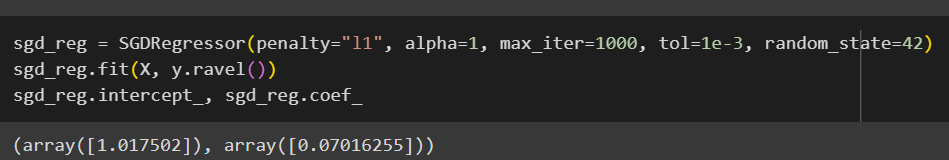 sgd_reg = SGDRegressor(penalty="l1", alpha=1, max_iter=1000, tol=1e-3, random_state=42)
sgd_reg.fit(X, y.ravel())
sgd_reg.intercept_, sgd_reg.coef_
(array([1.017502]), array([0.07016255]))